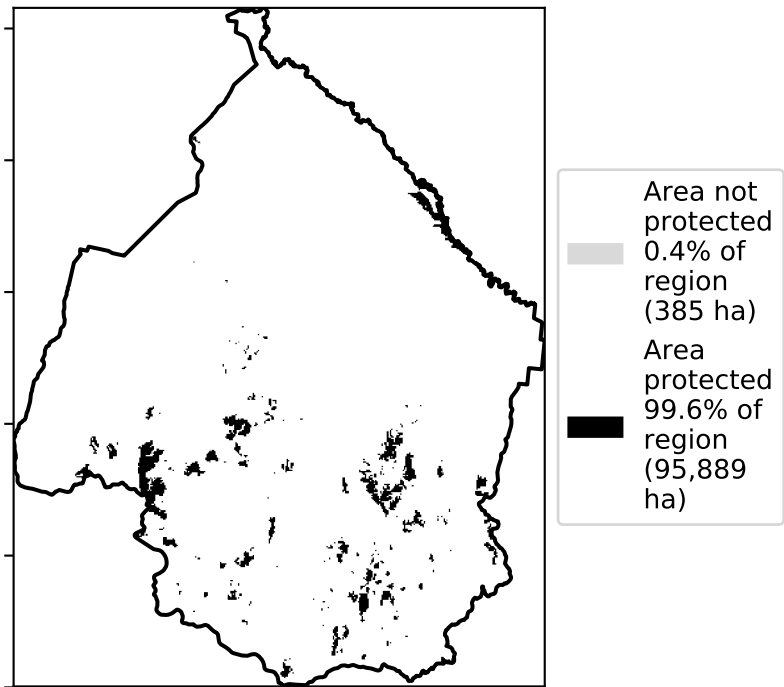 Area not
protected
0.4% of
region
(385 ha)
Area
protected
99.6% of
region
(95,889
ha)